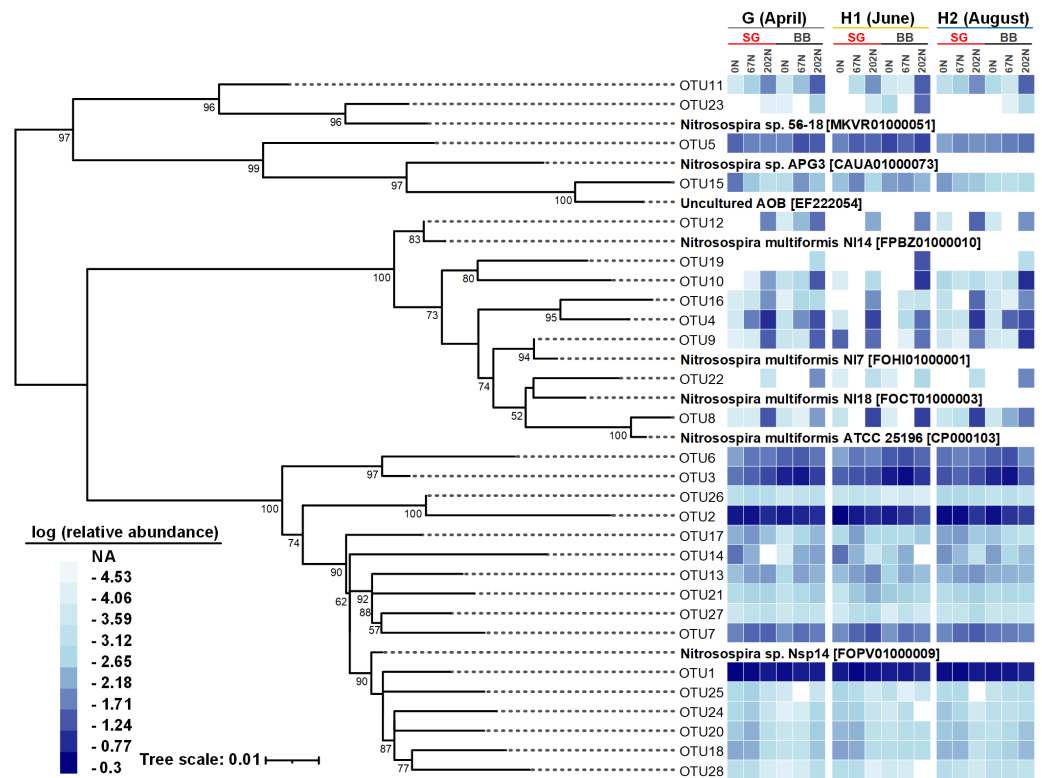 G (April) H1 (June) H2 (August)
SG BB SG BB SG BB
0N 67N 202N 0N 67N 202N 0N 67N 202N 0N 67N 202N 0N 67N 202N 0N 67N 202N
OTU11
96
OTU23
96
Nitrosospira sp. 56-18 [MKVR01000051]
97
OTU5
99
Nitrosospira sp. APG3 [CAUA01000073]
97
OTU15
100
Uncultured AOB [EF222054]
OTU12
83
Nitrosospira multiformis NI14 [FPBZ01000010]
OTU19
100
80
OTU10
OTU16
73
95
OTU4
OTU9
94
Nitrosospira multiformis NI7 [FOHI01000001]
74
OTU22
Nitrosospira multiformis NI18 [FOCT01000003]
52
OTU8
100
Nitrosospira multiformis ATCC 25196 [CP000103]
OTU6
97
OTU3
OTU26
100
100
OTU2
OTU17
74
OTU14
90
OTU13
62
92
OTU21
88
OTU27
57
OTU7
Nitrosospira sp. Nsp14 [FOPV01000009]
90
OTU1
OTU25
OTU24
OTU20
87
OTU18
77
OTU28
log (relative abundance)
NA
- 4.53
- 4.06
- 3.59
- 3.12
- 2.65
- 2.18
- 1.71
- 1.24
- 0.77
- 0.3
Tree scale: 0.01